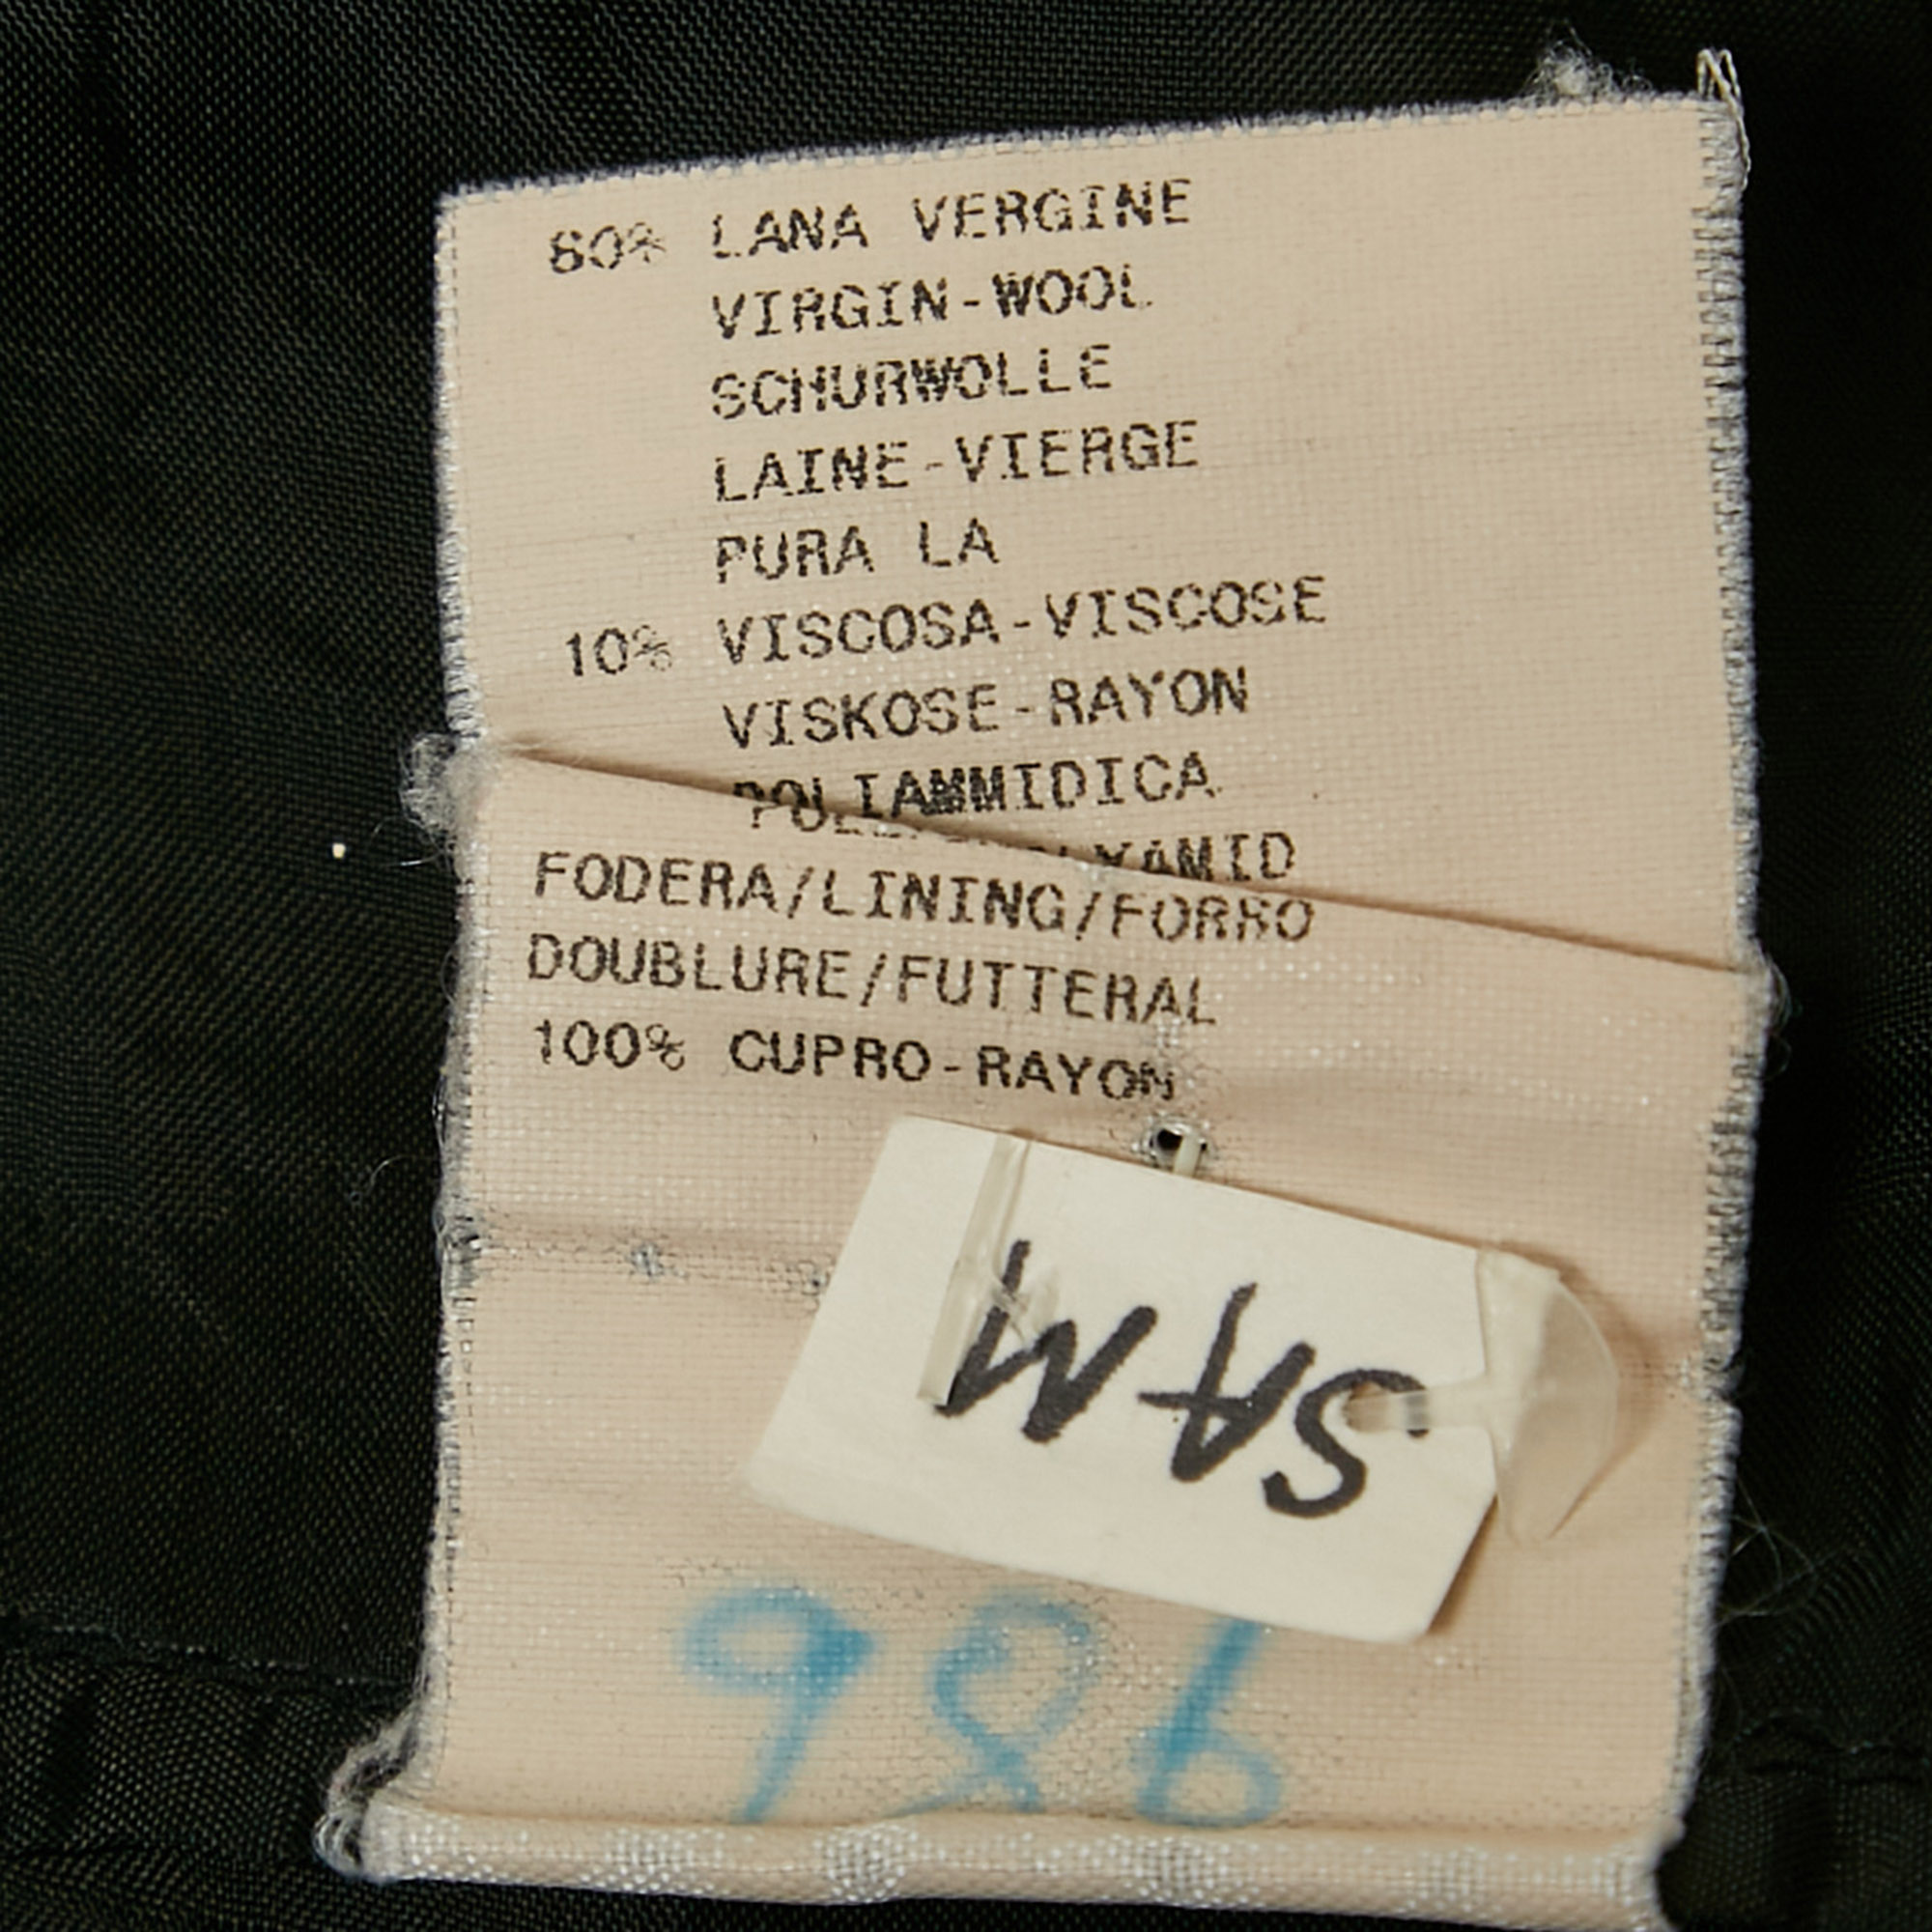 80% LANA VERGINE
VIRGIN-WOOL
SCHURWOLLE
LAINE-VIERGE
PURA LA
10% VISCOSA-VISCOSE
VISKOSE-RAYON
POLIAMMIDICA
FODERA/LINING/FORRO
DOUBLURE/FUTTERAL
100% CUPRO-RAYON
SAM
986